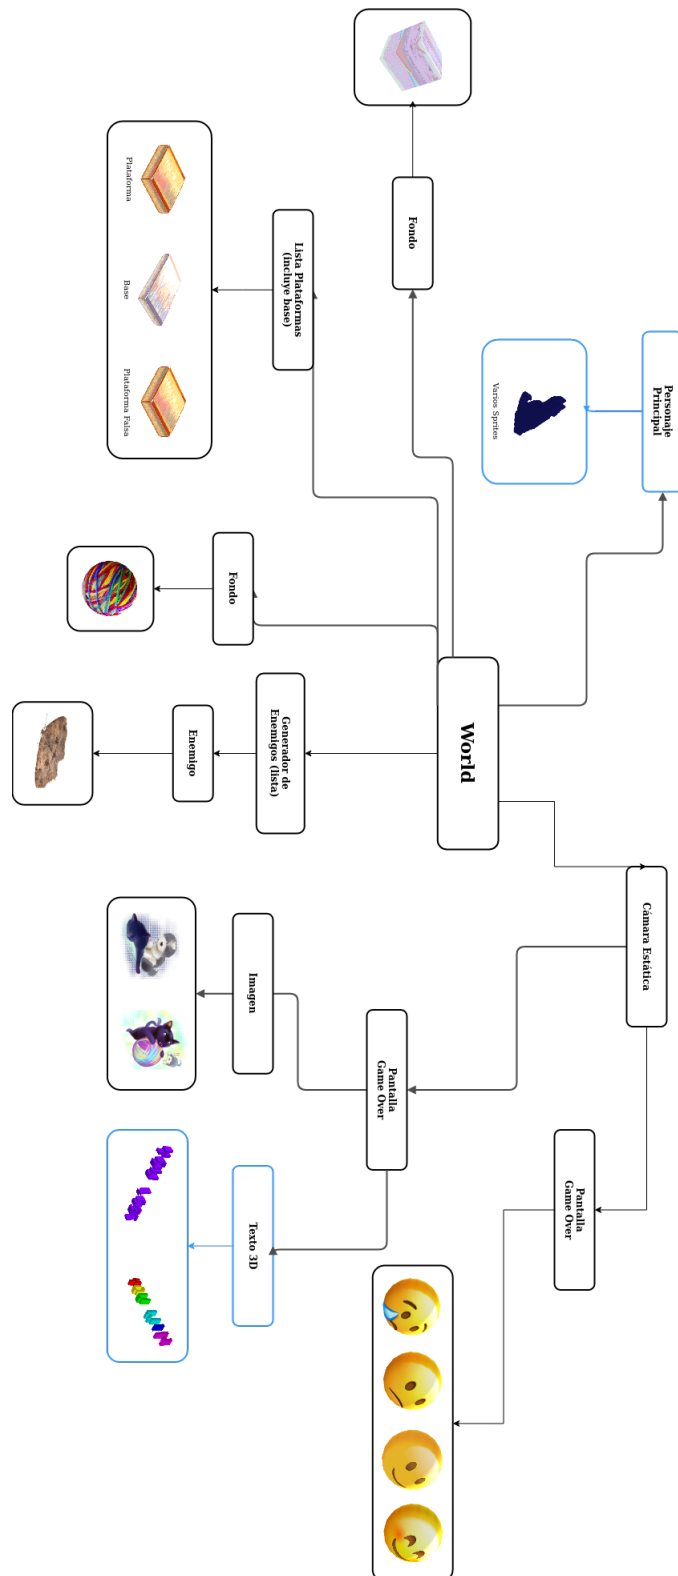 Personaje
Principal
Varios Sprites
Fondo
Lista Plataformas
(incluye base)
Plataforma
Base
Plataforma Falsa
Fondo
World
Generador de
Enemigos (lista)
Enemigo
Cámara Estática
Pantalla
Game Over
Imagen
Texto 3D
Pantalla
Game Over